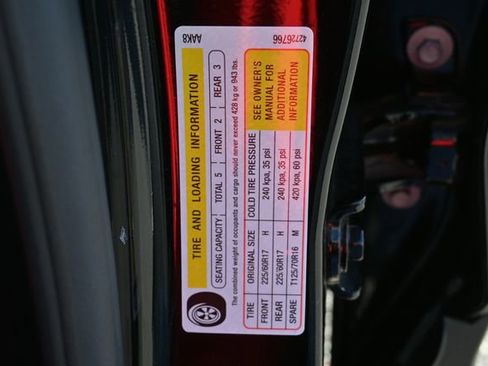 AAK8 42726766
TIRE AND LOADING INFORMATION
SEATING CAPACITY TOTAL 5 FRONT 2 REAR 3
The combined weight of occupants and cargo should never exceed 428 kg or 943 lbs.
TIRE ORIGINAL SIZE COLD TIRE PRESSURE
FRONT 225/60R17 H 240 kpa, 35 psi
REAR 225/60R17 H 240 kpa, 35 psi
SPARE T125/70R16 M 420 kpa, 60 psi
SEE OWNER'S
MANUAL FOR
ADDITIONAL
INFORMATION